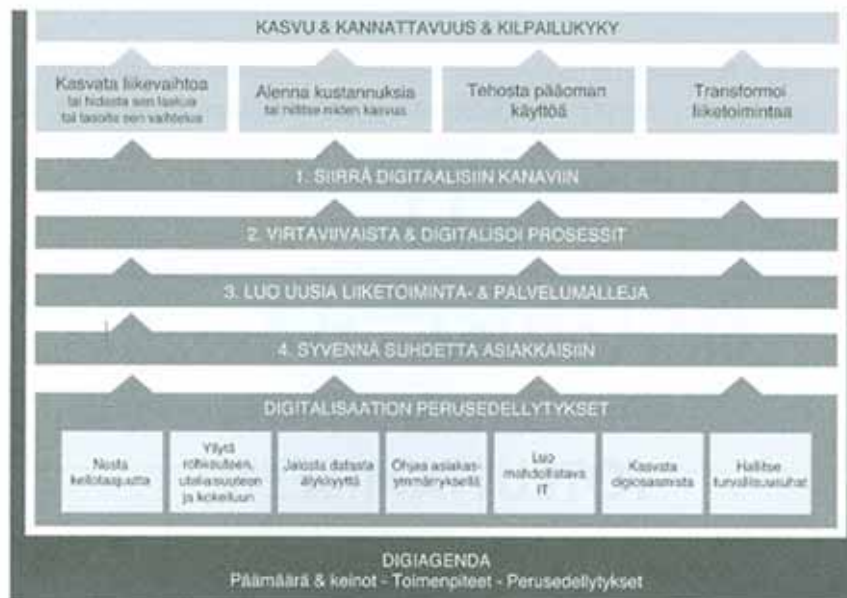 KASVU & KANNATTAVUUS & KILPAILUKYKY
Kasvata liikevaihtoa
tai hidasta sen laskua
tai tasoita sen vaihtelua
Alenna kustannuksia
tai hillitse niiden kasvua
Tehosta pääoman
käyttöä
Transformoi
liiketoimintaa
1. SIIRRÄ DIGITAALISIIN KANAVIIN
2. VIRTAVIIVAISTA & DIGITALISOI PROSESSIT
3. LUO UUSIA LIIKETOIMINTA- & PALVELUMALLEJA
4. SYVENNÄ SUHDETTA ASIAKKAISIIN
DIGITALISAATION PERUSEDELLYTYKSET
Nosta
kellotaajuutta
Yllytä
rohkeuteen,
uteliaisuuteen
ja kokeiluun
Jalosta datasta
älykkyyttä
Ohjaa asiakas-
ymmärryksellä
Luo
mahdollistava
IT
Kasvata
digiosaamista
Hallitse
turvallisuusuhat
DIGIAGENDA
Päämäärä & keinot - Toimenpiteet - Perusedellytykset